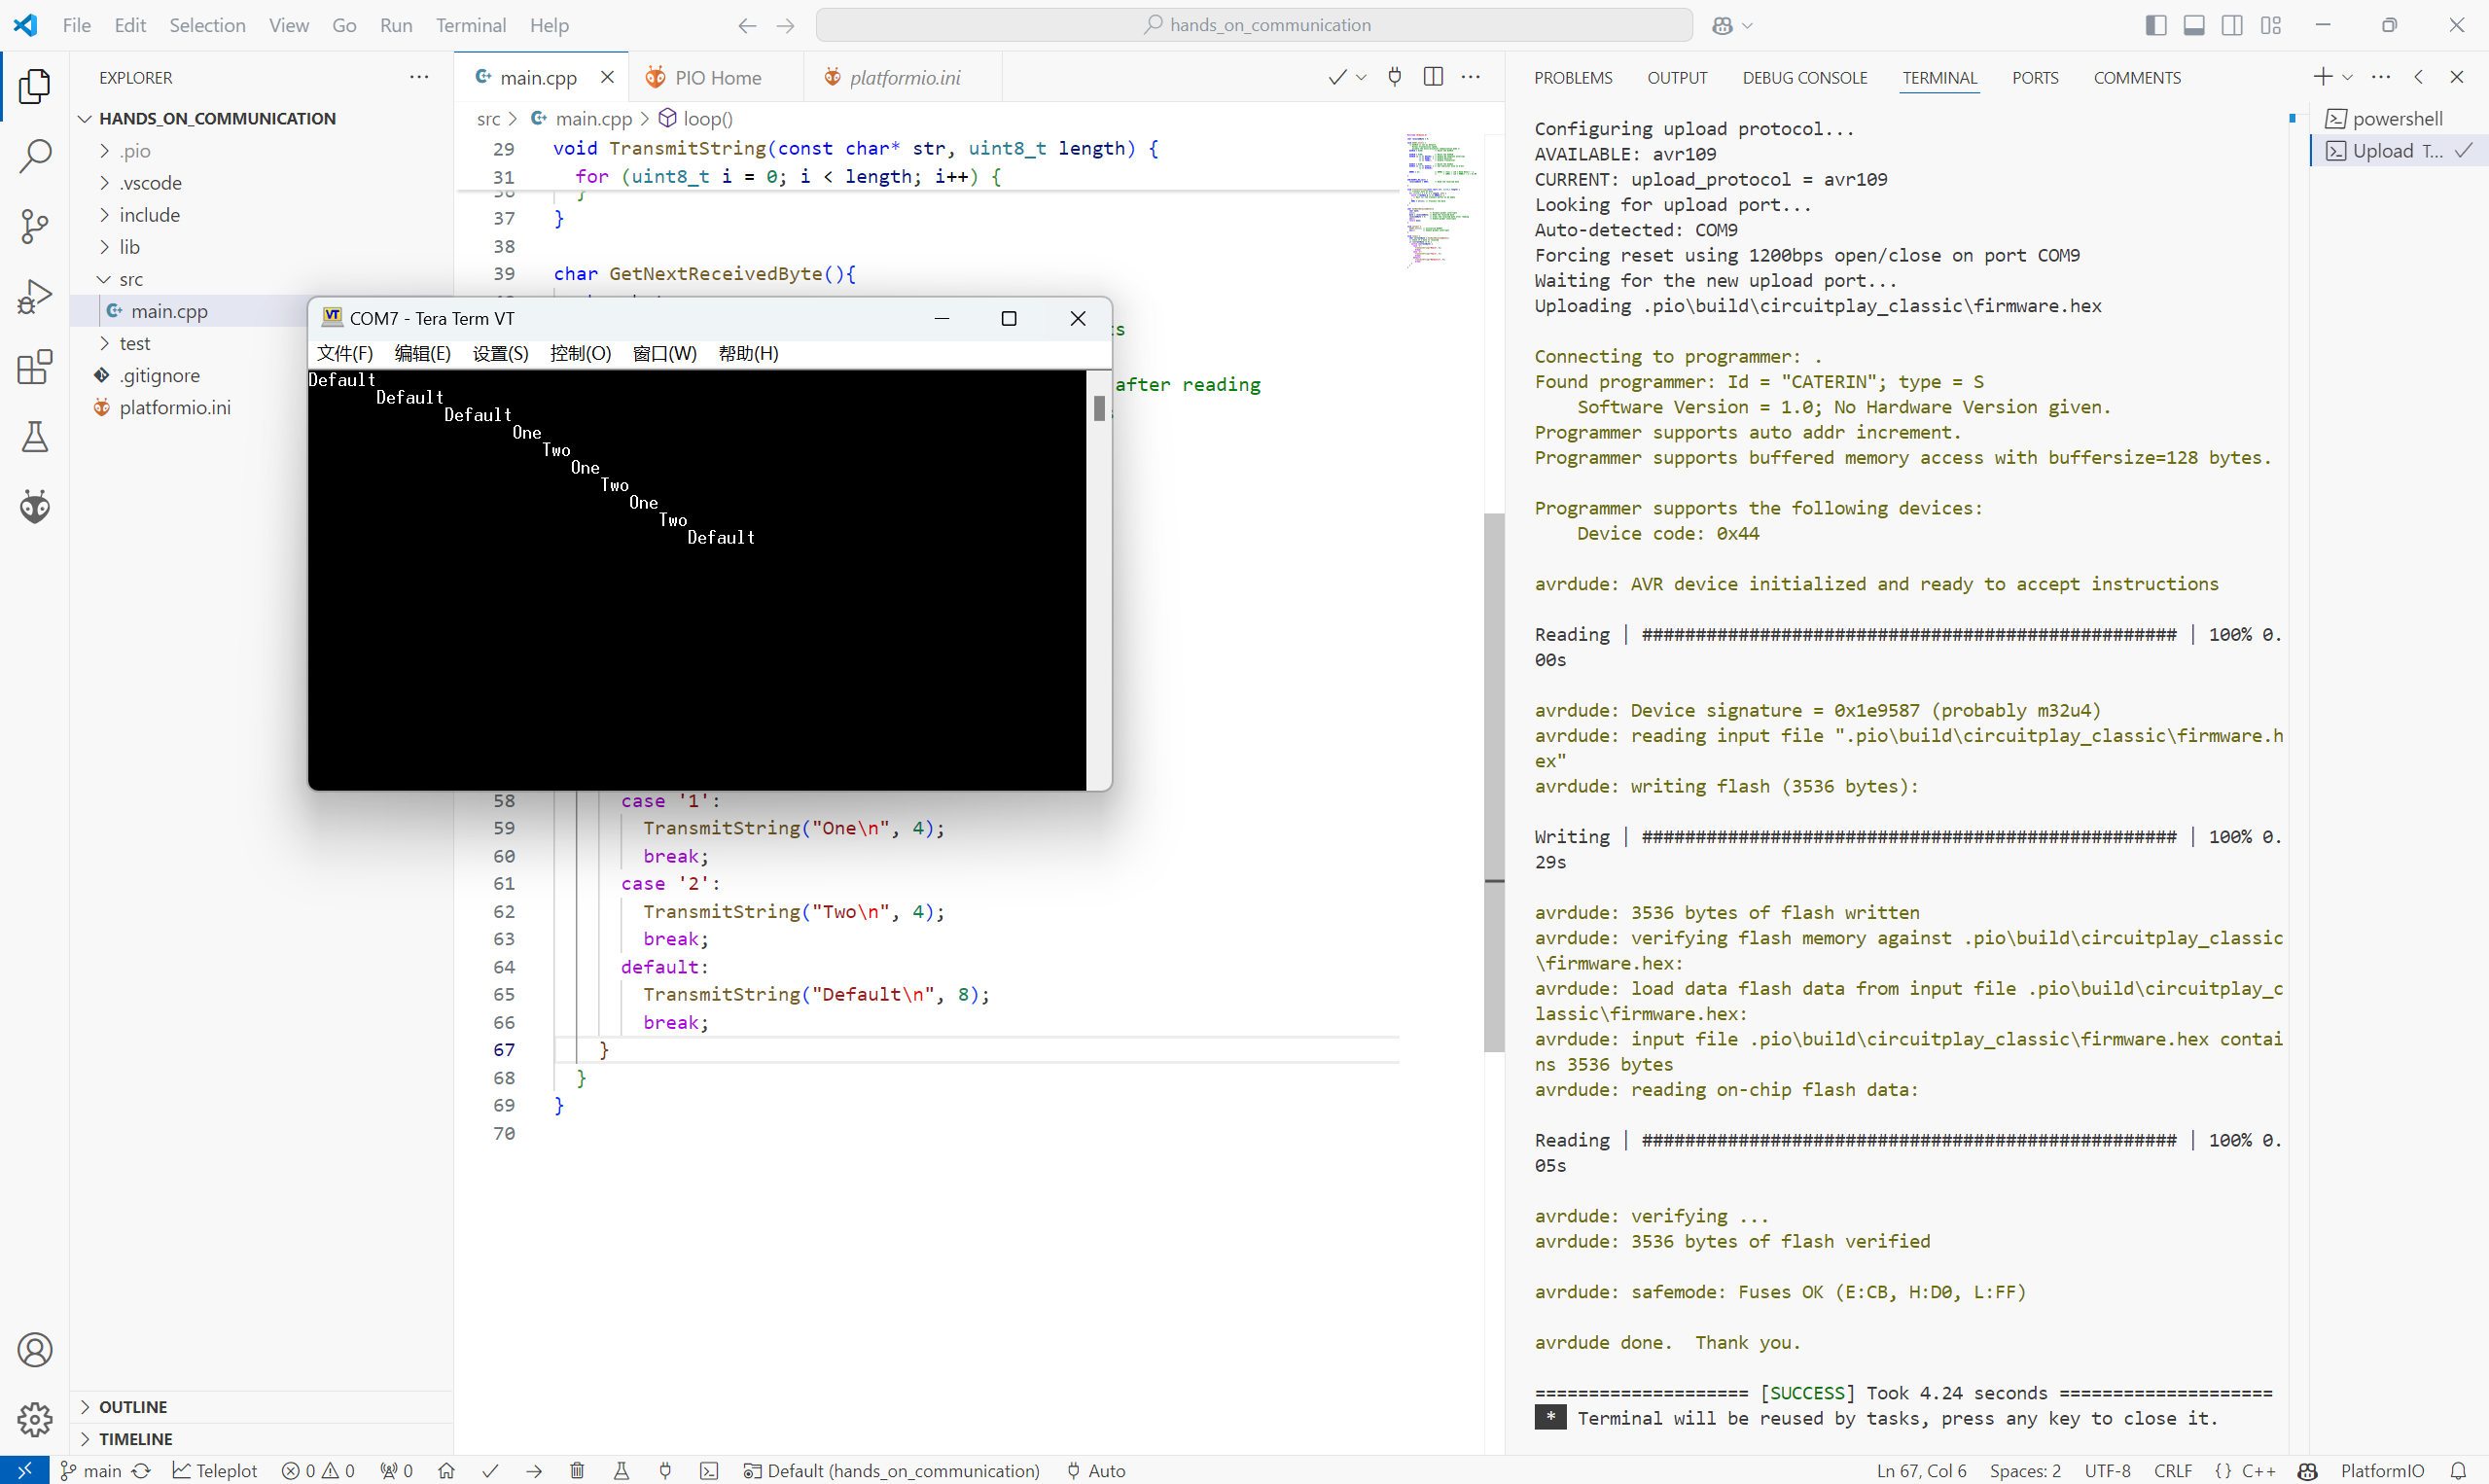 File Edit Selection View Go Run Terminal Help
hands_on_communication
EXPLORER
HANDS_ON_COMMUNICATION
.pio
.vscode
include
lib
src
main.cpp
test
.gitignore
platformio.ini
OUTLINE
TIMELINE
main.cpp PIO Home platformio.ini
src > main.cpp > loop()
29 void TransmitString(const char* str, uint8_t length) {
31 for (uint8_t i = 0; i < length; i++) {
36 }
37 }
38
39 char GetNextReceivedByte(){
after reading
COM7 - Tera Term VT
文件(F) 编辑(E) 设置(S) 控制(O) 窗口(W) 帮助(H)
Default
Default
Default
One
Two
One
Two
One
Two
Default
58 case '1':
59 TransmitString("One\n", 4);
60 break;
61 case '2':
62 TransmitString("Two\n", 4);
63 break;
64 default:
65 TransmitString("Default\n", 8);
66 break;
67 }
68 }
69 }
70
PROBLEMS OUTPUT DEBUG CONSOLE TERMINAL PORTS COMMENTS
Configuring upload protocol...
AVAILABLE: avr109
CURRENT: upload_protocol = avr109
Looking for upload port...
Auto-detected: COM9
Forcing reset using 1200bps open/close on port COM9
Waiting for the new upload port...
Uploading .pio\build\circuitplay_classic\firmware.hex
Connecting to programmer: .
Found programmer: Id = "CATERIN"; type = S
Software Version = 1.0; No Hardware Version given.
Programmer supports auto addr increment.
Programmer supports buffered memory access with buffersize=128 bytes.
Programmer supports the following devices:
Device code: 0x44
avrdude: AVR device initialized and ready to accept instructions
Reading | ################################################## | 100% 0.
00s
avrdude: Device signature = 0x1e9587 (probably m32u4)
avrdude: reading input file ".pio\build\circuitplay_classic\firmware.h
ex"
avrdude: writing flash (3536 bytes):
Writing | ################################################## | 100% 0.
29s
avrdude: 3536 bytes of flash written
avrdude: verifying flash memory against .pio\build\circuitplay_classic
\firmware.hex:
avrdude: load data flash data from input file .pio\build\circuitplay_c
lassic\firmware.hex:
avrdude: input file .pio\build\circuitplay_classic\firmware.hex contai
ns 3536 bytes
avrdude: reading on-chip flash data:
Reading | ################################################## | 100% 0.
05s
avrdude: verifying ...
avrdude: 3536 bytes of flash verified
avrdude: safemode: Fuses OK (E:CB, H:D0, L:FF)
avrdude done.  Thank you.
==================== [SUCCESS] Took 4.24 seconds ====================
* Terminal will be reused by tasks, press any key to close it.
powershell
Upload T...
main Teleplot 0 0 0 Default (hands_on_communication) Auto
Ln 67, Col 6 Spaces: 2 UTF-8 CRLF {} C++ PlatformIO